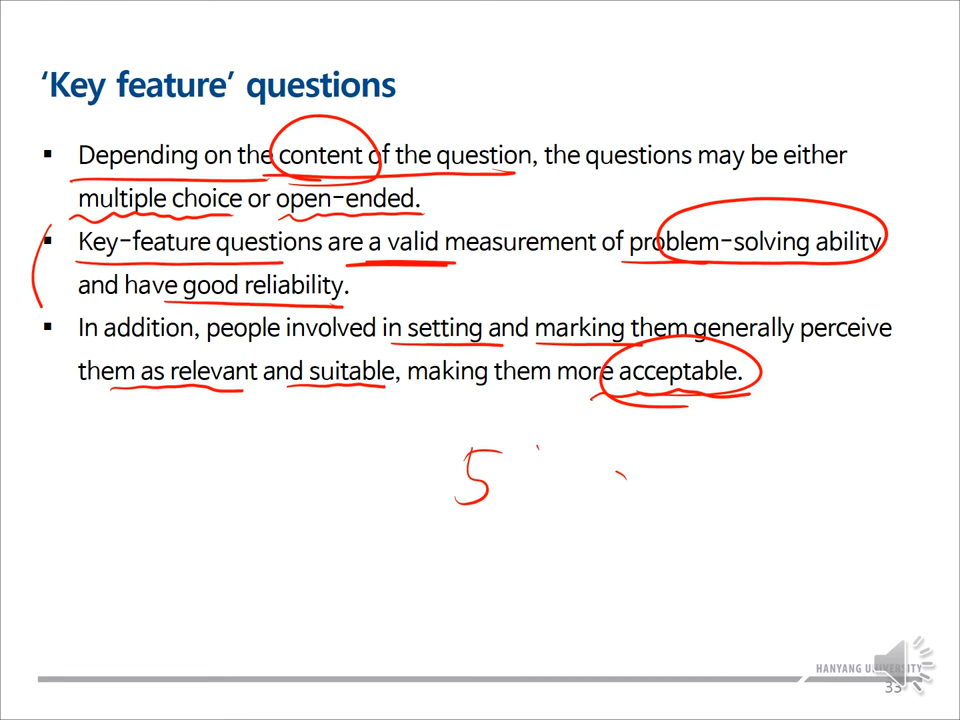 ‘Key feature’ questions
▪ Depending on the content of the question, the questions may be either
multiple choice or open-ended.
▪ Key-feature questions are a valid measurement of problem-solving ability
and have good reliability.
▪ In addition, people involved in setting and marking them generally perceive
them as relevant and suitable, making them more acceptable.
5
HANYANG UNIVERSITY
33